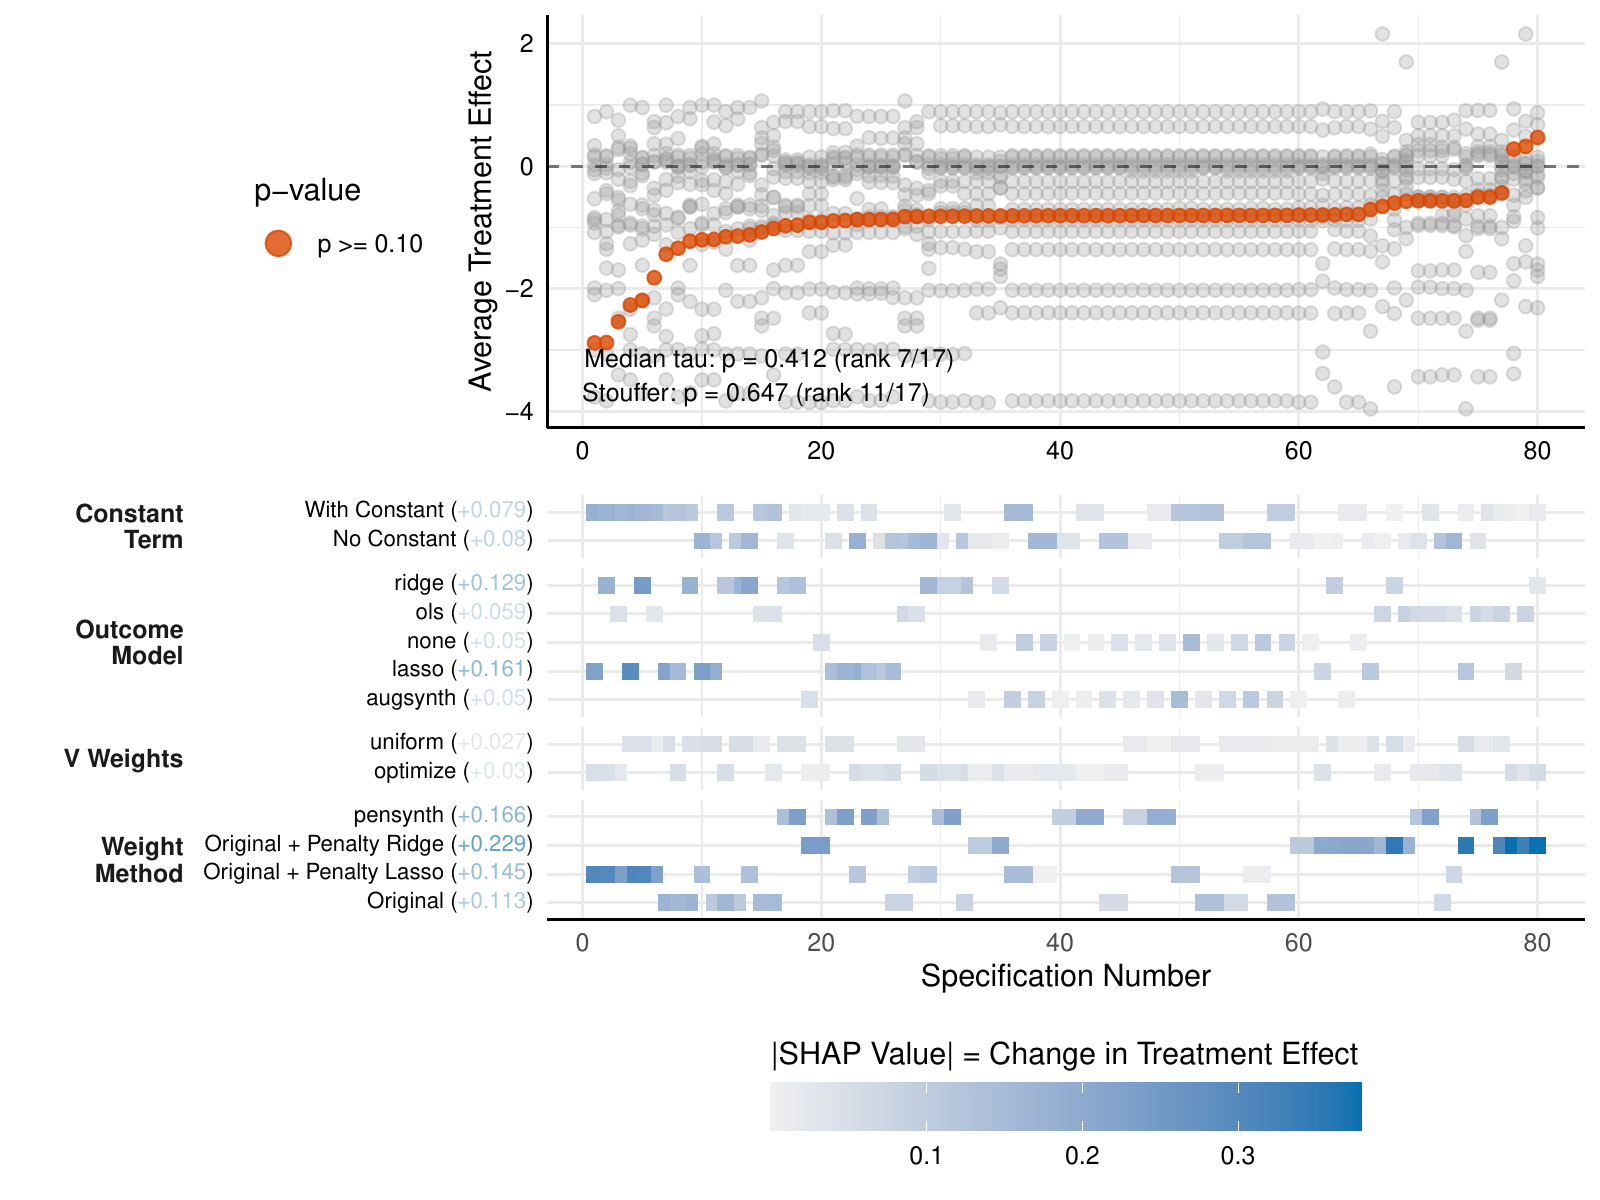 Average Treatment Effect
2
0
−2
−4
p−value
p >= 0.10
Median tau: p = 0.412 (rank 7/17)
Stouffer: p = 0.647 (rank 11/17)
0 20 40 60 80
Constant Term
With Constant (+0.079)
No Constant (+0.08)
Outcome Model
ridge (+0.129)
ols (+0.059)
none (+0.05)
lasso (+0.161)
augsynth (+0.05)
V Weights
uniform (+0.027)
optimize (+0.03)
Weight Method
pensynth (+0.166)
Original + Penalty Ridge (+0.229)
Original + Penalty Lasso (+0.145)
Original (+0.113)
0 20 40 60 80
Specification Number
|SHAP Value| = Change in Treatment Effect
0.1 0.2 0.3